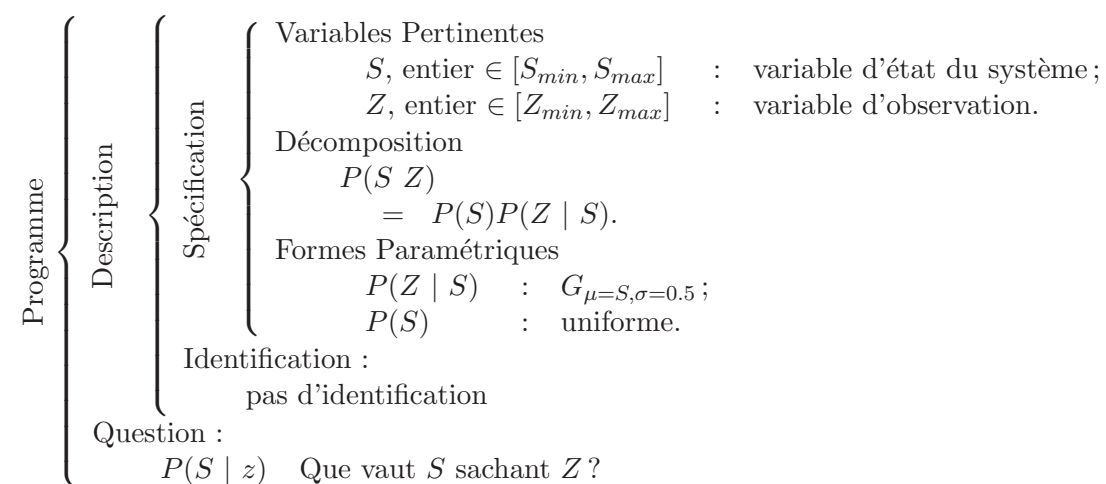 Programme
Description
Spécification
Variables Pertinentes
S, entier ∈ [S_min, S_max] : variable d'état du système ;
Z, entier ∈ [Z_min, Z_max] : variable d'observation.
Décomposition
P(S Z)
= P(S)P(Z | S).
Formes Paramétriques
P(Z | S) : G_{μ=S,σ=0.5} ;
P(S) : uniforme.
Identification :
pas d'identification
Question :
P(S | z) Que vaut S sachant Z ?